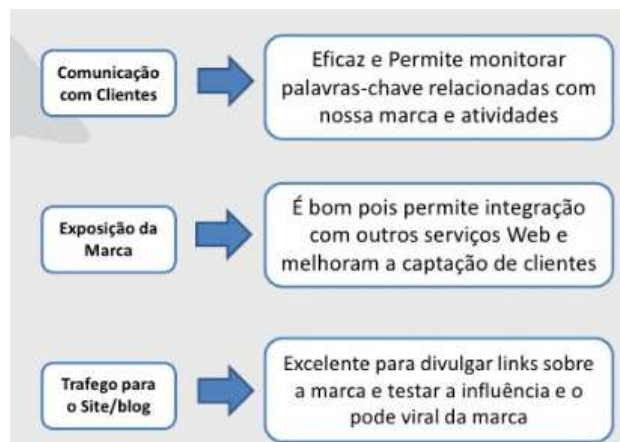 Comunicação
com Clientes
Eficaz e Permite monitorar
palavras-chave relacionadas com
nossa marca e atividades
Exposição da
Marca
É bom pois permite integração
com outros serviços Web e
melhoram a captação de clientes
Trafego para
o Site/blog
Excelente para divulgar links sobre
a marca e testar a influência e o
pode viral da marca